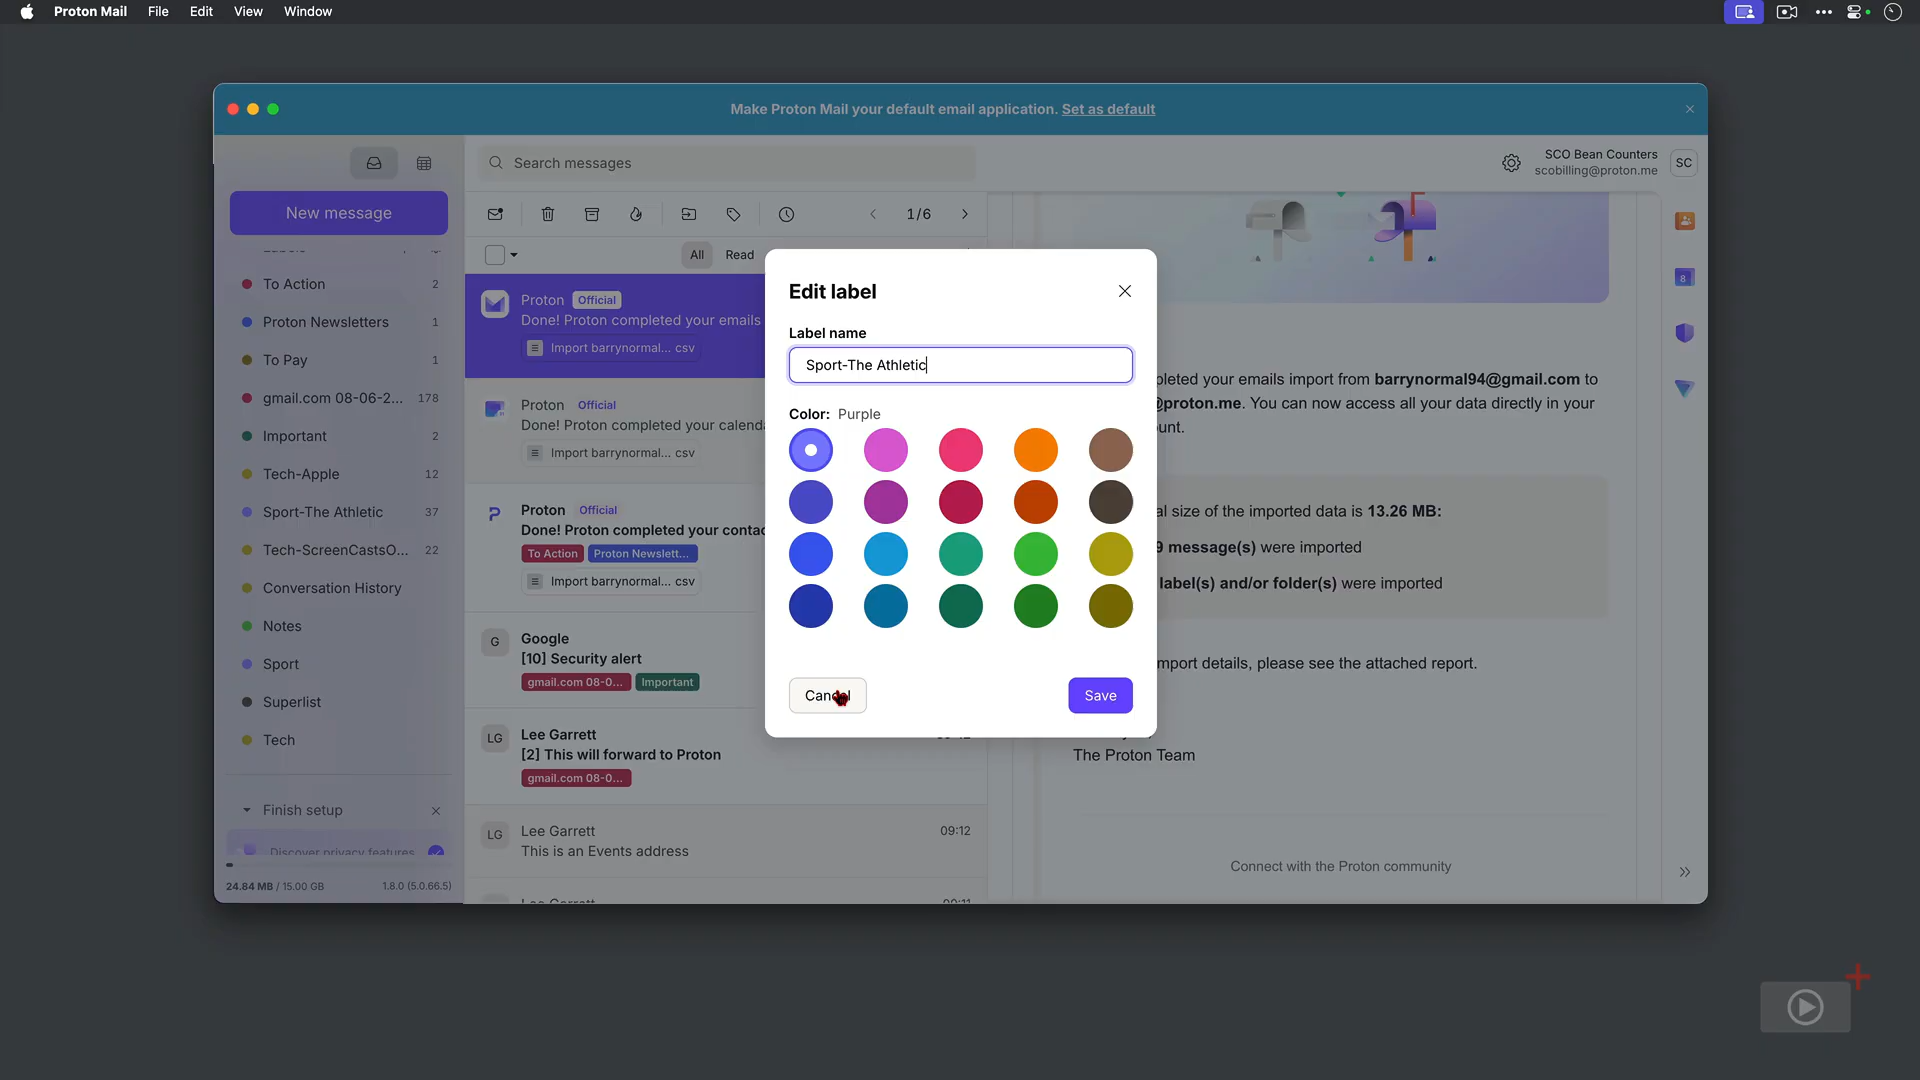 Proton Mail File Edit View Window
Make Proton Mail your default email application. Set as default
Search messages
SCO Bean Counters
scobilling@proton.me
SC
New message
1/6
All Read
To Action 2
Proton Newsletters 1
To Pay 1
gmail.com 08-06-2... 178
Important 2
Tech-Apple 12
Sport-The Athletic 37
Tech-ScreenCastsO... 22
Conversation History
Notes
Sport
Superlist
Tech
Finish setup
Discover privacy features
24.84 MB / 15.00 GB 1.8.0 (5.0.66.5)
Proton Official
Done! Proton completed your emails
Import barrynormal... csv
Proton Official
Done! Proton completed your calenda
Import barrynormal... csv
Proton Official
Done! Proton completed your contac
To Action Proton Newslett...
Import barrynormal... csv
G
Google
[10] Security alert
gmail.com 08-0... Important
LG
Lee Garrett
[2] This will forward to Proton
gmail.com 08-0...
LG
Lee Garrett 09:12
This is an Events address
Edit label
Label name
Sport-The Athletic
Color: Purple
Cancel
Save
pleted your emails import from barrynormal94@gmail.com to
@proton.me. You can now access all your data directly in your
unt.
al size of the imported data is 13.26 MB:
9 message(s) were imported
label(s) and/or folder(s) were imported
mport details, please see the attached report.
The Proton Team
Connect with the Proton community
8